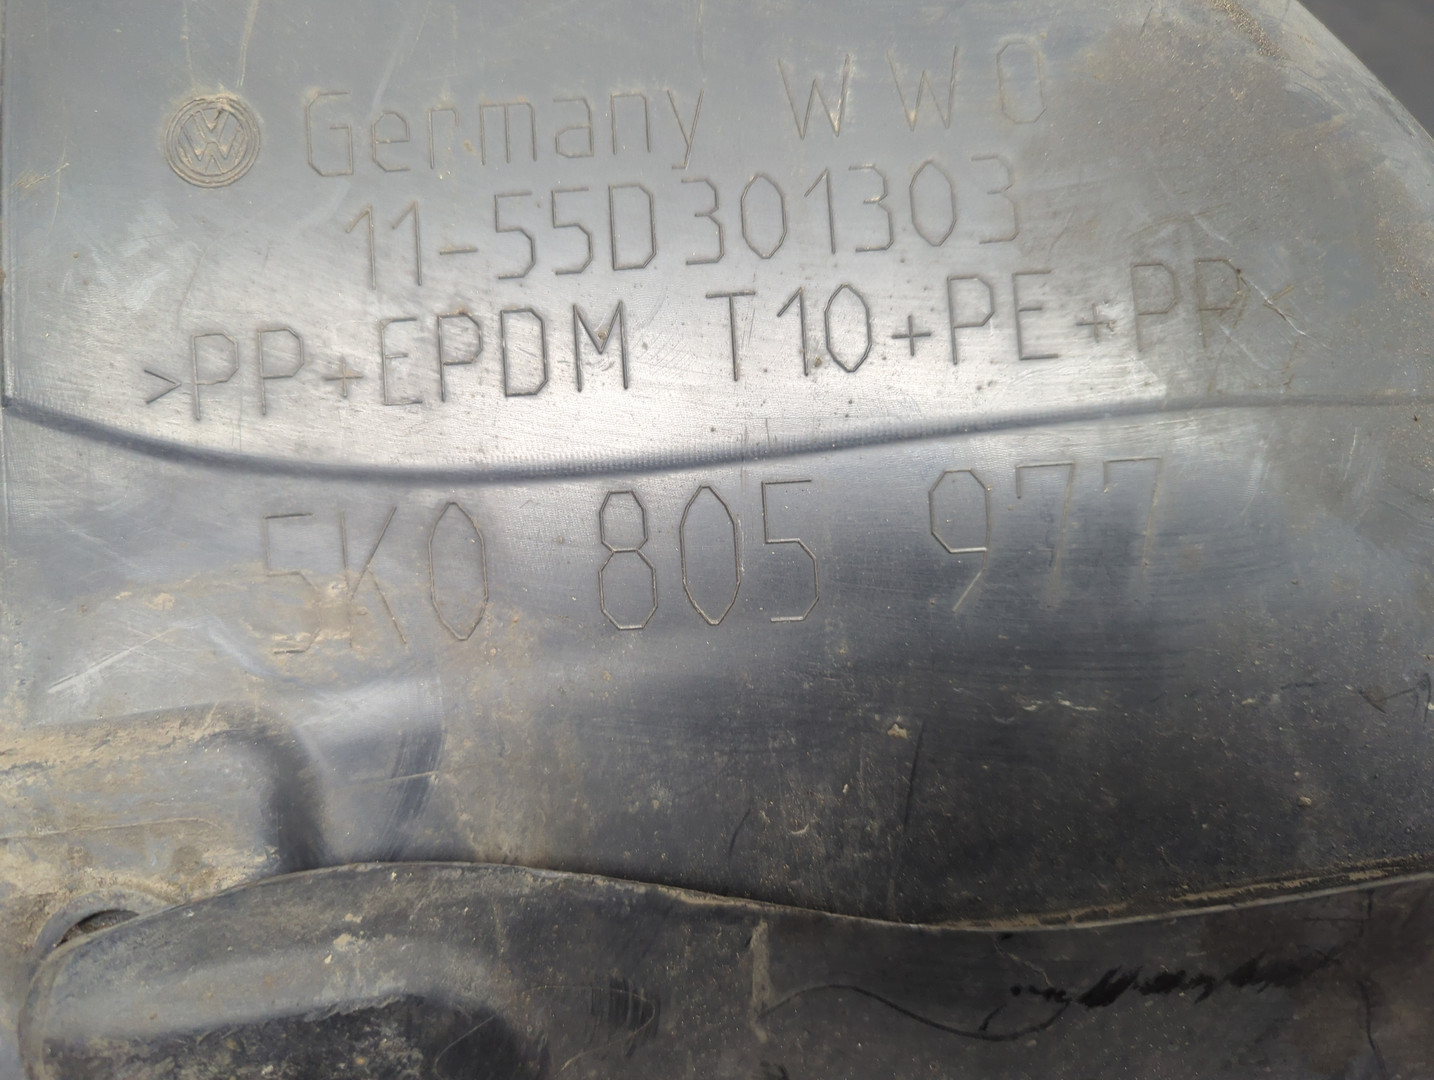 Germany W W O
11-55D301303
>PP+EPDM T10+PE+PP<
5K0 805 977